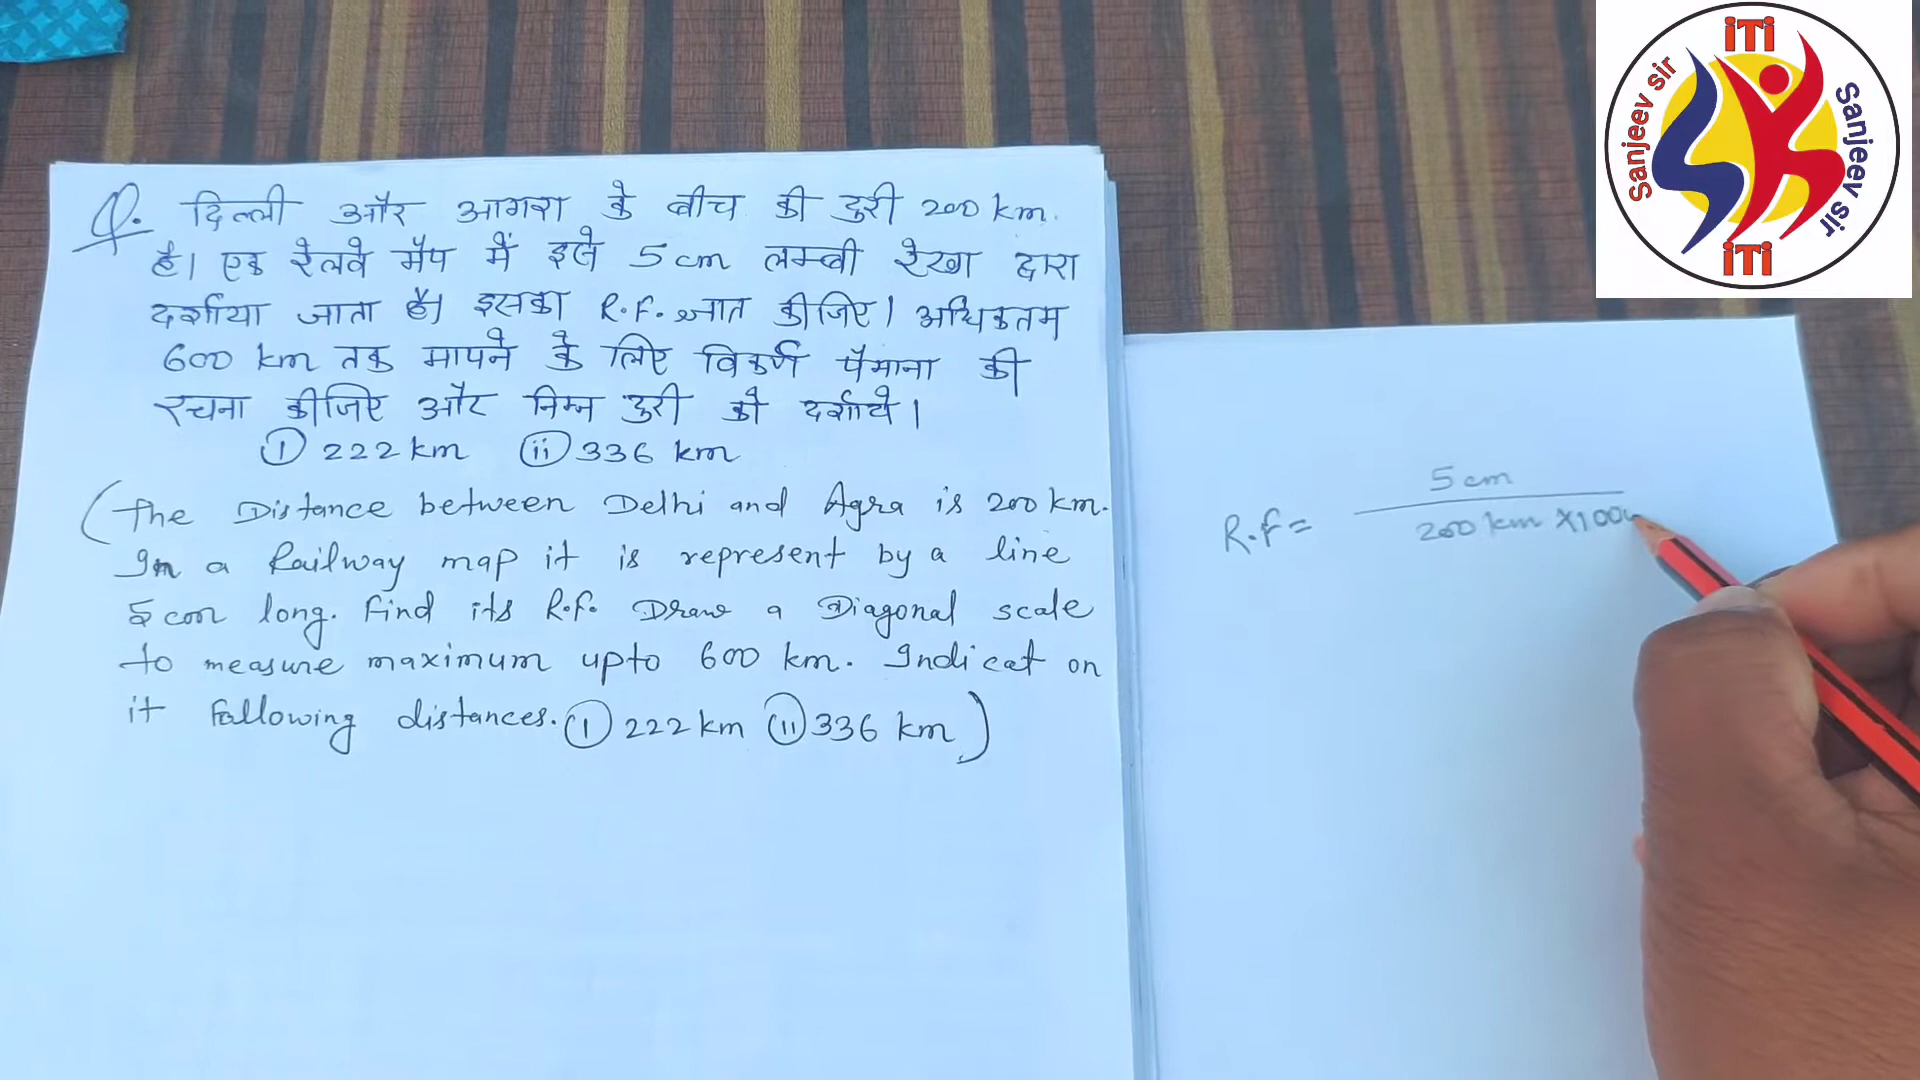 Q. दिल्ली और आगरा के बीच की दुरी 200 km.
है। एक रेलवे मैप में इसे 5 cm लम्बी रेखा द्वारा
दर्शाया जाता है। इसका R.F. ज्ञात कीजिए। अधिकतम
600 km तक मापने के लिए विकर्ण पैमाना की
रचना कीजिए और निम्न दुरी को दर्शाये।
(i) 222 km (ii) 336 km
(The Distance between Delhi and Agra is 200 km.
In a Railway map it is represent by a line
5 cm long. Find its R.F. Draw a Diagonal scale
to measure maximum upto 600 km. Indicat on
it following distances. (i) 222 km (ii) 336 km)
5 cm
R.F =
200 km ×1000
iTi
Sanjeev sir
Sanjeev sir
iTi